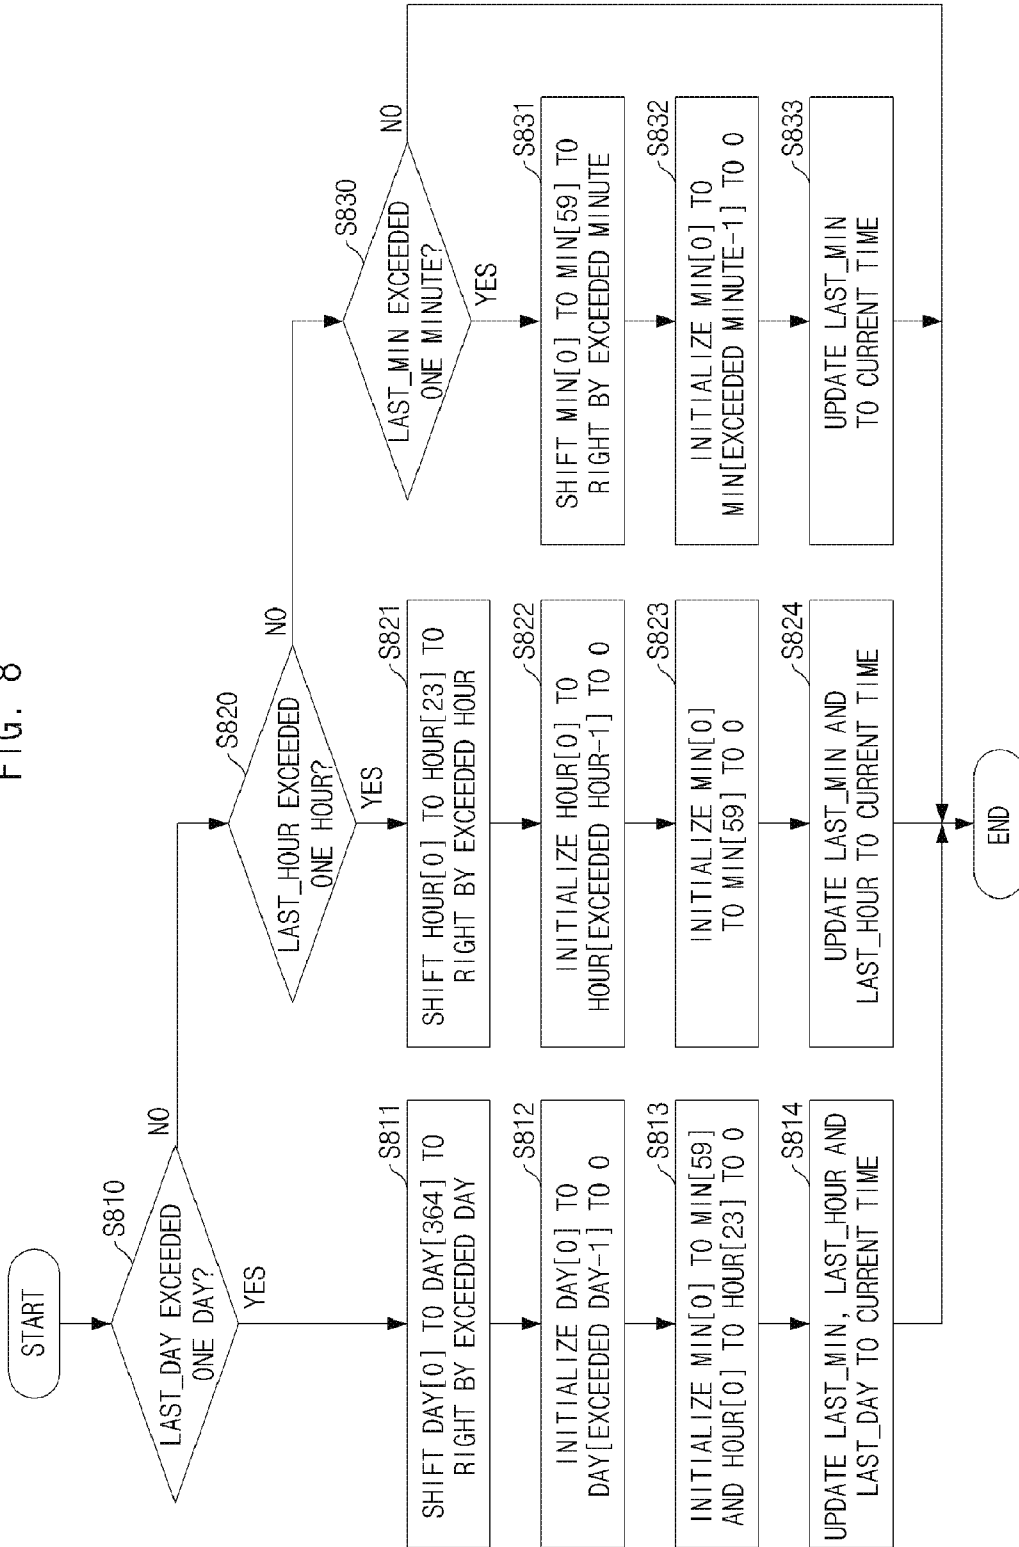 FIG. 8
START
S810
LAST_DAY EXCEEDED
ONE DAY?
NO
YES
S811
SHIFT DAY[0] TO DAY[364] TO
RIGHT BY EXCEEDED DAY
S812
INITIALIZE DAY[0] TO
DAY[EXCEEDED DAY-1] TO 0
S813
INITIALIZE MIN[0] TO MIN[59]
AND HOUR[0] TO HOUR[23] TO 0
S814
UPDATE LAST_MIN, LAST_HOUR AND
LAST_DAY TO CURRENT TIME
S820
LAST_HOUR EXCEEDED
ONE HOUR?
NO
YES
S821
SHIFT HOUR[0] TO HOUR[23] TO
RIGHT BY EXCEEDED HOUR
S822
INITIALIZE HOUR[0] TO
HOUR[EXCEEDED HOUR-1] TO 0
S823
INITIALIZE MIN[0]
TO MIN[59] TO 0
S824
UPDATE LAST_MIN AND
LAST_HOUR TO CURRENT TIME
S830
LAST_MIN EXCEEDED
ONE MINUTE?
NO
YES
S831
SHIFT MIN[0] TO MIN[59] TO
RIGHT BY EXCEEDED MINUTE
S832
INITIALIZE MIN[0] TO
MIN[EXCEEDED MINUTE-1] TO 0
S833
UPDATE LAST_MIN
TO CURRENT TIME
END